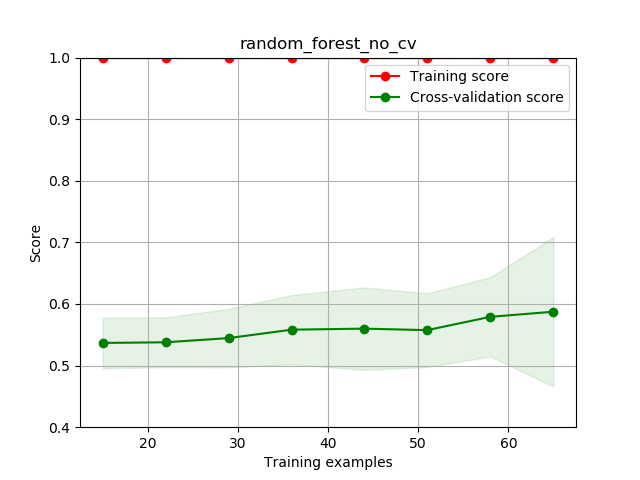 random_forest_no_cv
1.0
0.9
0.8
0.7
0.6
0.5
0.4
Score
Training score
Cross-validation score
20
30
40
50
60
Training examples